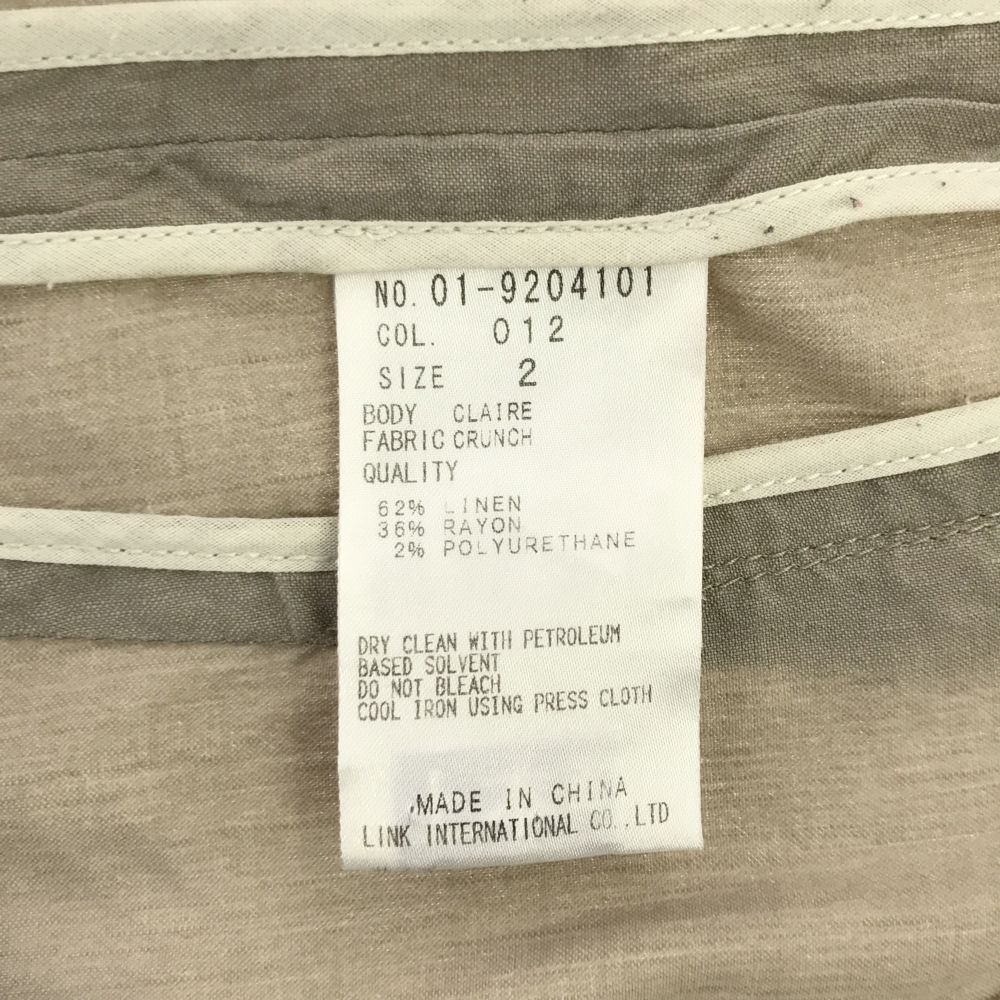 NO. 01-9204101
COL. 012
SIZE 2
BODY CLAIRE
FABRIC CRUNCH
QUALITY
62% LINEN
36% RAYON
2% POLYURETHANE
DRY CLEAN WITH PETROLEUM
BASED SOLVENT
DO NOT BLEACH
COOL IRON USING PRESS CLOTH
MADE IN CHINA
LINK INTERNATIONAL CO.,LTD